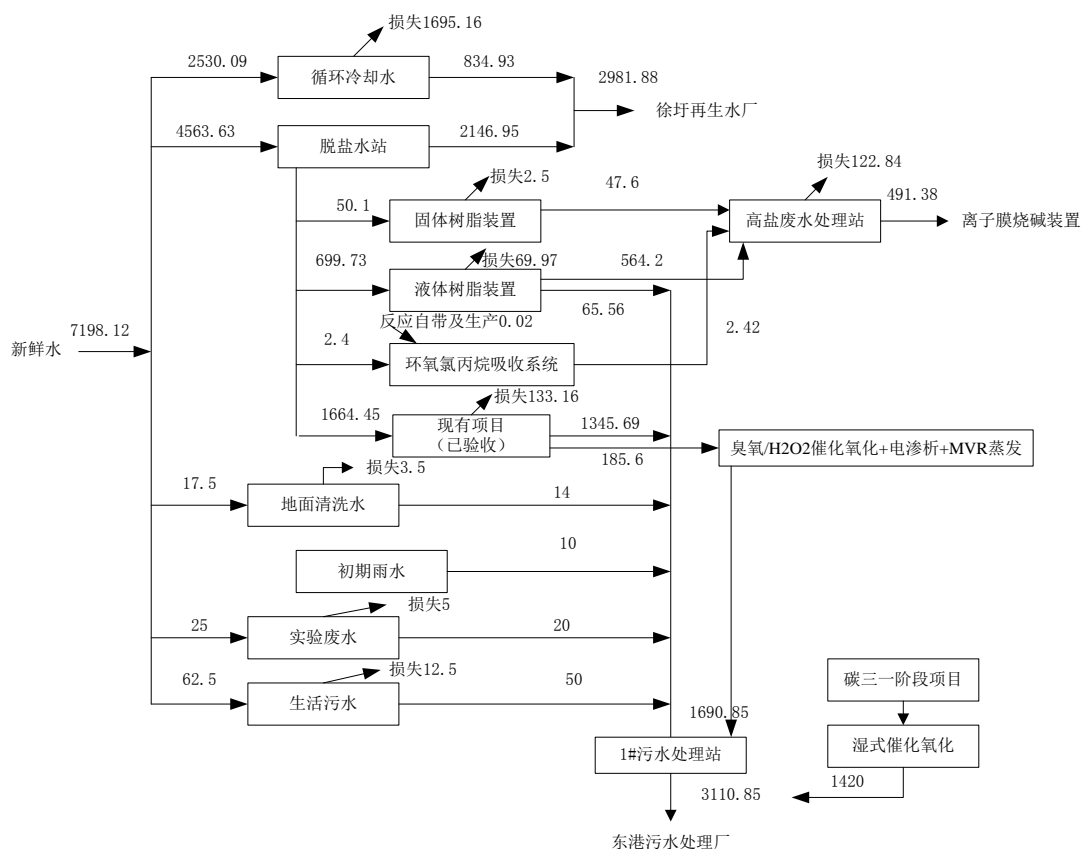 损失1695.16
2530.09
循环冷却水
834.93
2981.88
徐圩再生水厂
4563.63
脱盐水站
2146.95
损失2.5
47.6
损失122.84
50.1
固体树脂装置
高盐废水处理站
491.38
离子膜烧碱装置
699.73
损失69.97
564.2
液体树脂装置
65.56
7198.12
新鲜水
反应自带及生产0.02
2.42
2.4
环氧氯丙烷吸收系统
损失133.16
1664.45
现有项目
(已验收)
1345.69
185.6
臭氧/H2O2催化氧化+电渗析+MVR蒸发
损失3.5
17.5
地面清洗水
14
初期雨水
10
损失5
25
实验废水
20
损失12.5
62.5
生活污水
50
碳三一阶段项目
1690.85
1#污水处理站
湿式催化氧化
3110.85
1420
东港污水处理厂